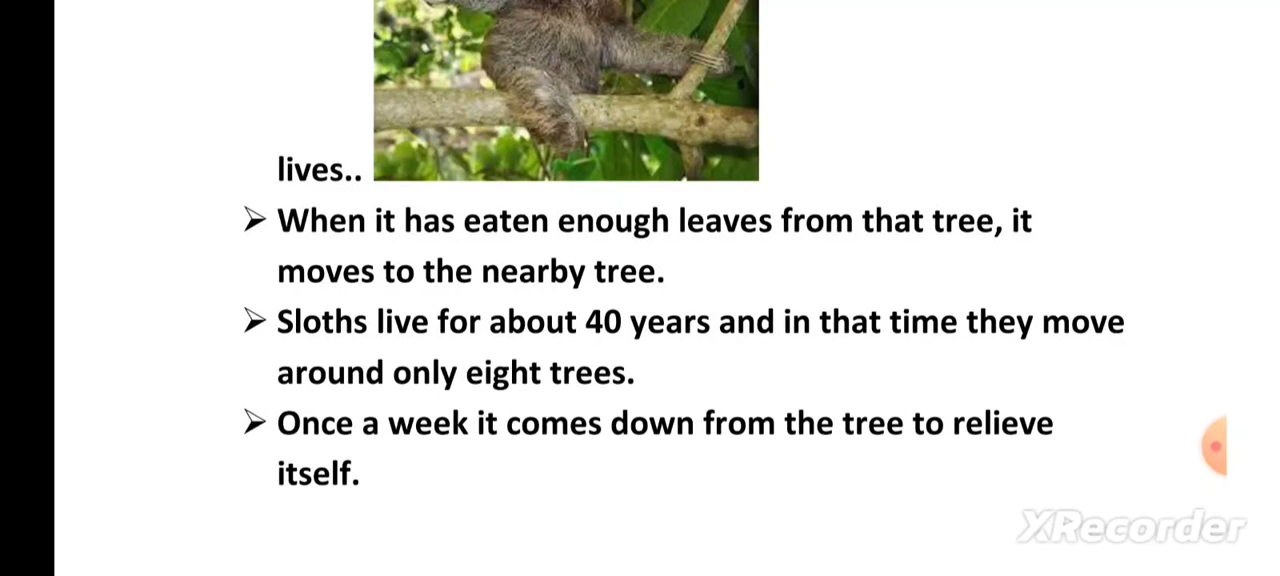 lives..
➢ When it has eaten enough leaves from that tree, it
moves to the nearby tree.
➢ Sloths live for about 40 years and in that time they move
around only eight trees.
➢ Once a week it comes down from the tree to relieve
itself.
XRecorder